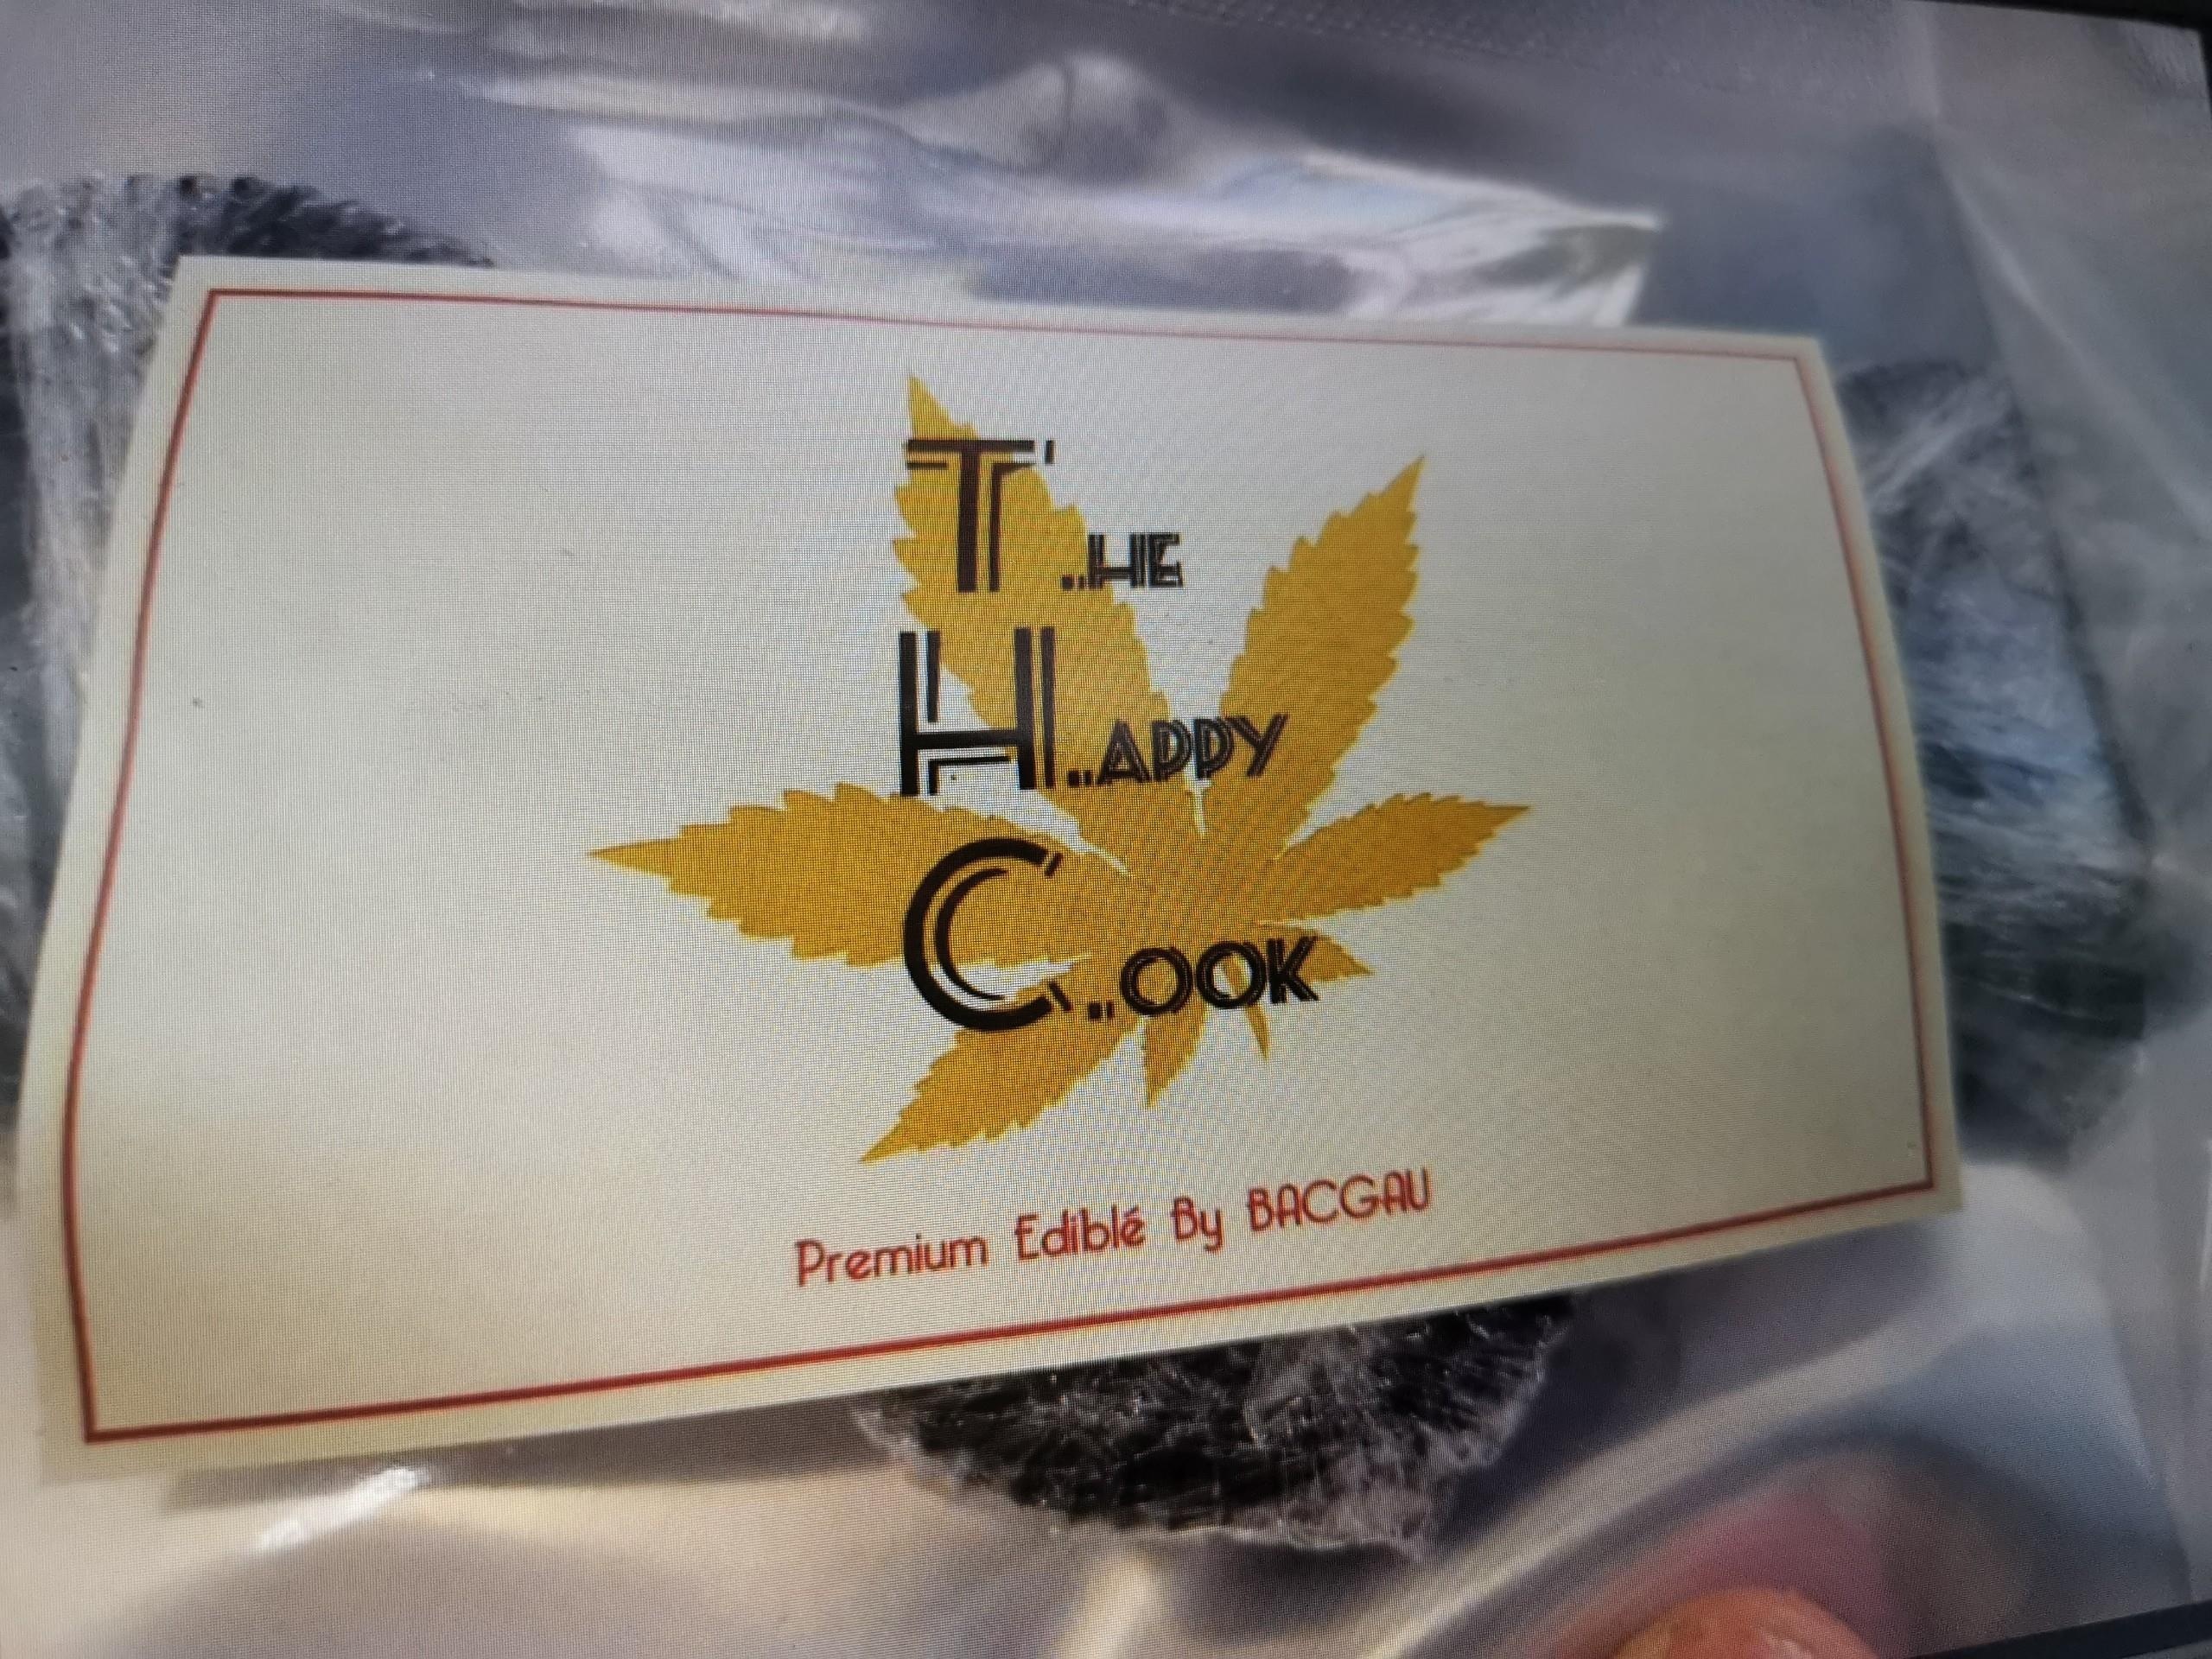 T..HE
H..APPY
C..OOK
Premium Ediblé By BACGAU